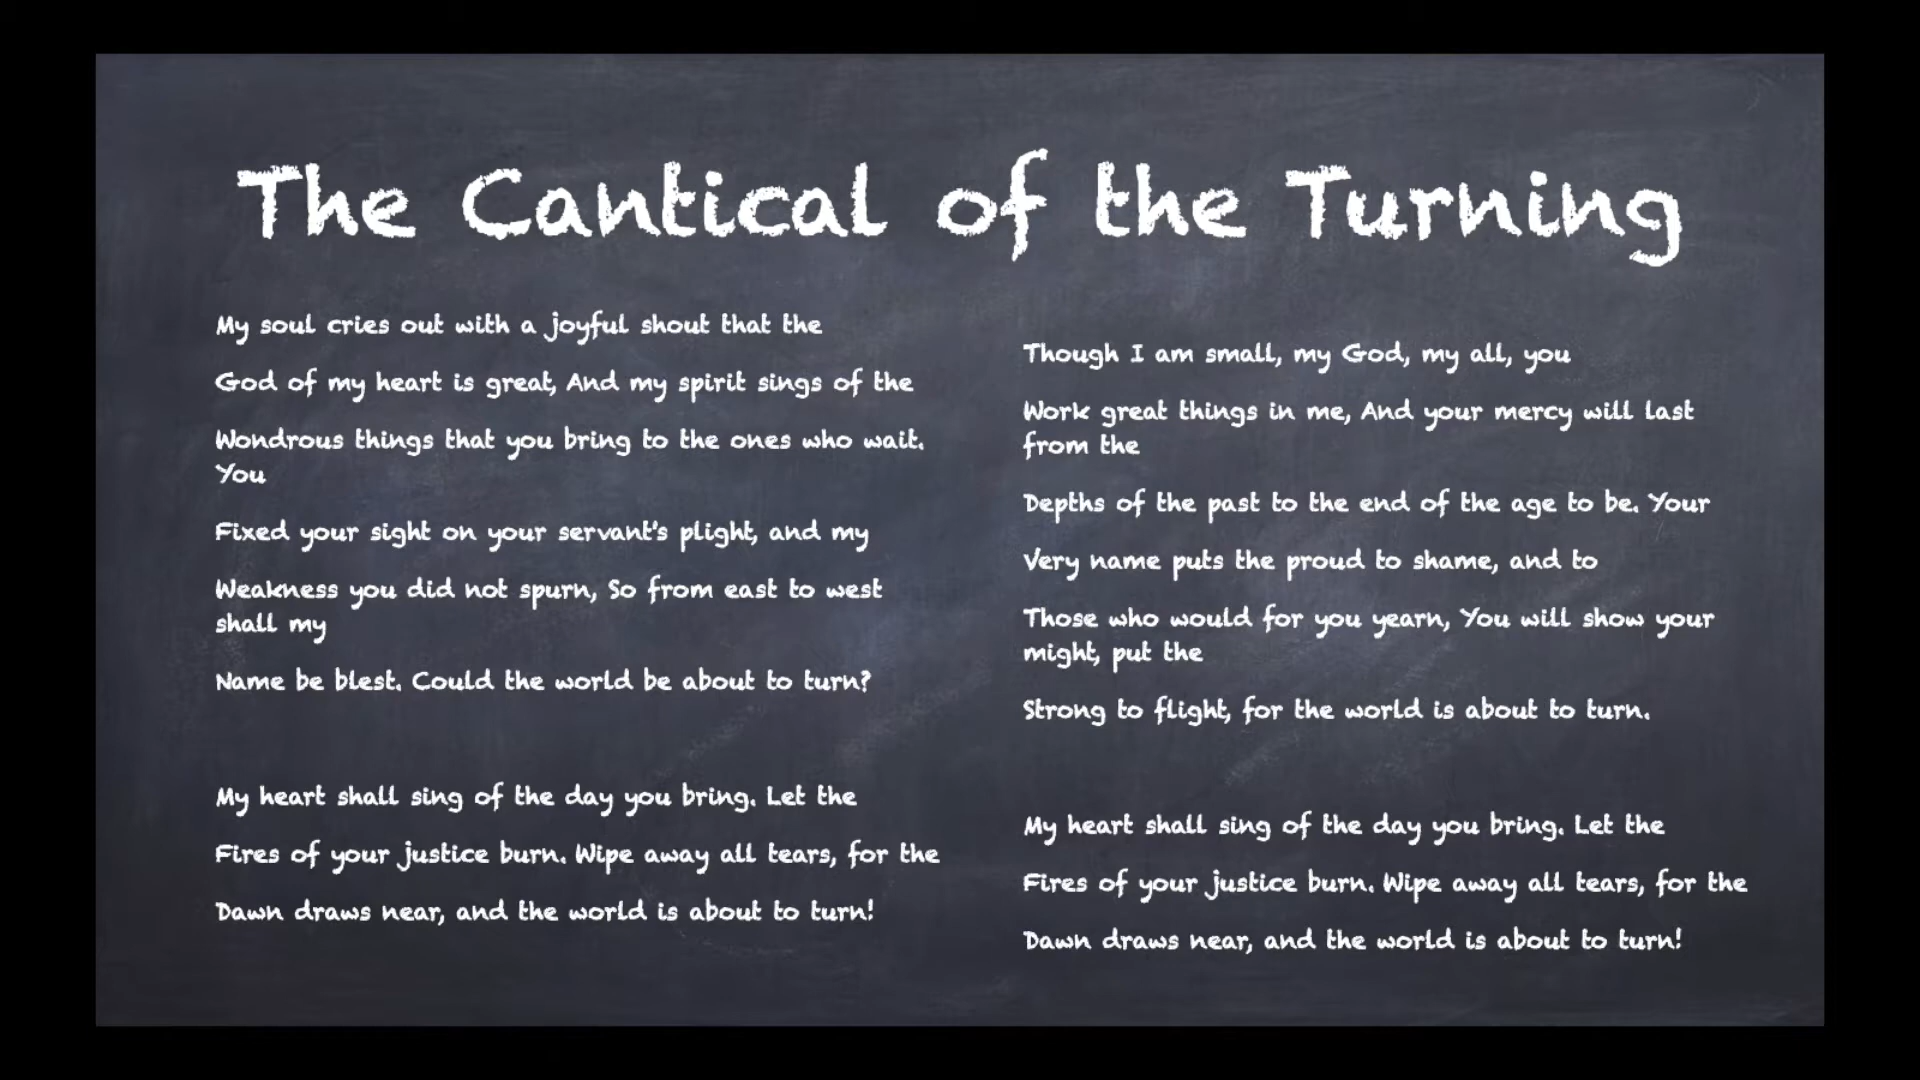 The Cantical of the Turning
My soul cries out with a joyful shout that the
God of my heart is great, And my spirit sings of the
Wondrous things that you bring to the ones who wait.
You
Fixed your sight on your servant's plight, and my
Weakness you did not spurn, So from east to west
shall my
Name be blest. Could the world be about to turn?
My heart shall sing of the day you bring. Let the
Fires of your justice burn. Wipe away all tears, for the
Dawn draws near, and the world is about to turn!
Though I am small, my God, my all, you
Work great things in me, And your mercy will last
from the
Depths of the past to the end of the age to be. Your
Very name puts the proud to shame, and to
Those who would for you yearn, You will show your
might, put the
Strong to flight, for the world is about to turn.
My heart shall sing of the day you bring. Let the
Fires of your justice burn. Wipe away all tears, for the
Dawn draws near, and the world is about to turn!